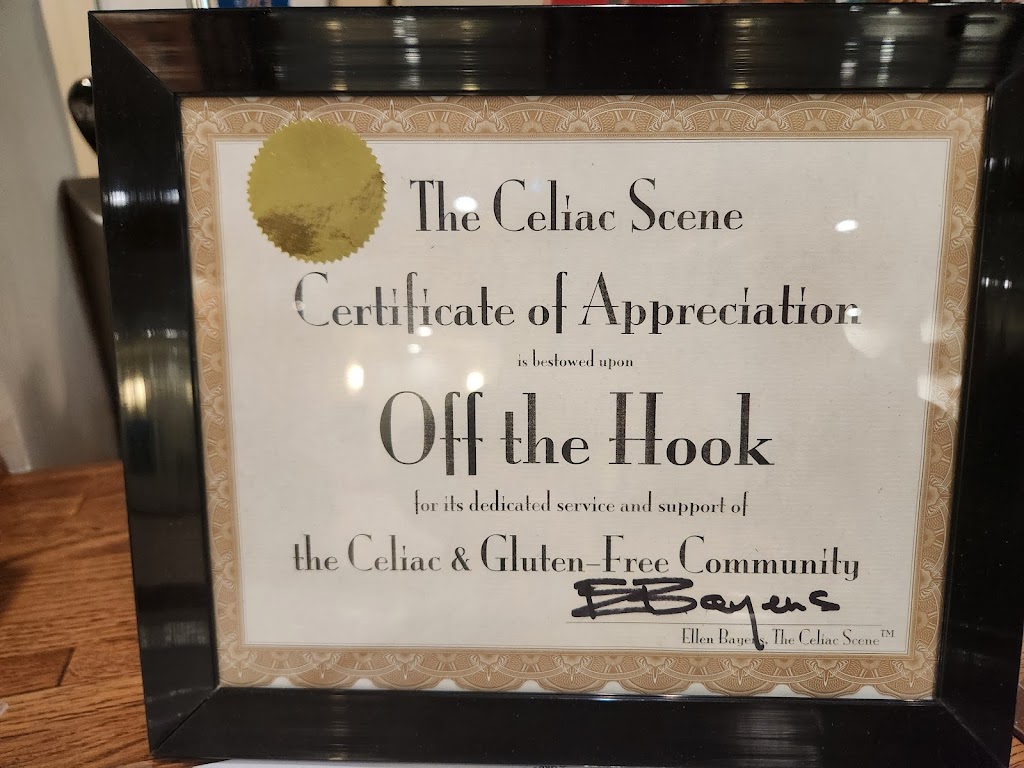 The Celiac Scene
Certificate of Appreciation
is bestowed upon
Off the Hook
for its dedicated service and support of
the Celiac & Gluten-Free Community
EBayens
Ellen Bayens, The Celiac Scene™